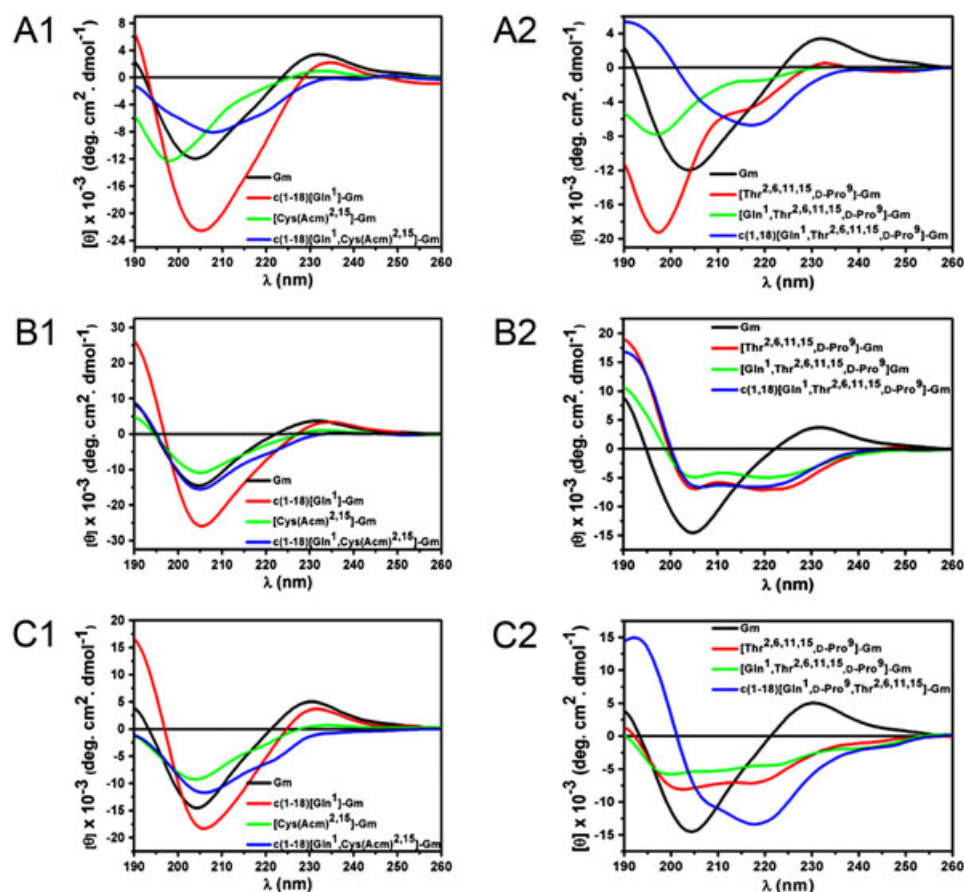 A1
[θ] x 10⁻³ (deg. cm². dmol⁻¹)
8
4
0
-4
-8
-12
-16
-20
-24
Gm
c(1-18)[Gln¹]-Gm
[Cys(Acm)²,¹⁵]-Gm
c(1-18)[Gln¹,Cys(Acm)²,¹⁵]-Gm
190 200 210 220 230 240 250 260
λ (nm)
A2
[θ] x 10⁻³ (deg. cm². dmol⁻¹)
4
0
-4
-8
-12
-16
-20
Gm
[Thr²,⁶,¹¹,¹⁵,D-Pro⁹]-Gm
[Gln¹,Thr²,⁶,¹¹,¹⁵,D-Pro⁹]-Gm
c(1,18)[Gln¹,Thr²,⁶,¹¹,¹⁵,D-Pro⁹]-Gm
190 200 210 220 230 240 250 260
λ (nm)
B1
[θ] x 10⁻³ (deg. cm². dmol⁻¹)
30
20
10
0
-10
-20
-30
Gm
c(1-18)[Gln¹]-Gm
[Cys(Acm)²,¹⁵]-Gm
c(1-18)[Gln¹,Cys(Acm)²,¹⁵]-Gm
190 200 210 220 230 240 250 260
λ (nm)
B2
[θ] x 10⁻³ (deg. cm². dmol⁻¹)
25
20
15
10
5
0
-5
-10
-15
Gm
[Thr²,⁶,¹¹,¹⁵,D-Pro⁹]-Gm
[Gln¹,Thr²,⁶,¹¹,¹⁵,D-Pro⁹]Gm
c(1,18)[Gln¹,Thr²,⁶,¹¹,¹⁵,D-Pro⁹]-Gm
190 200 210 220 230 240 250 260
λ (nm)
C1
[θ] x 10⁻³ (deg. cm². dmol⁻¹)
20
15
10
5
0
-5
-10
-15
-20
Gm
c(1-18)[Gln¹]-Gm
[Cys(Acm)²,¹⁵]-Gm
c(1-18)[Gln¹,Cys(Acm)²,¹⁵]-Gm
190 200 210 220 230 240 250 260
λ (nm)
C2
[θ] x 10⁻³ (deg. cm². dmol⁻¹)
15
10
5
0
-5
-10
-15
Gm
[Thr²,⁶,¹¹,¹⁵,D-Pro⁹]-Gm
[Gln¹,Thr²,⁶,¹¹,¹⁵,D-Pro⁹]-Gm
c(1-18)[Gln¹,D-Pro⁹,Thr²,⁶,¹¹,¹⁵]-Gm
190 200 210 220 230 240 250 260
λ (nm)